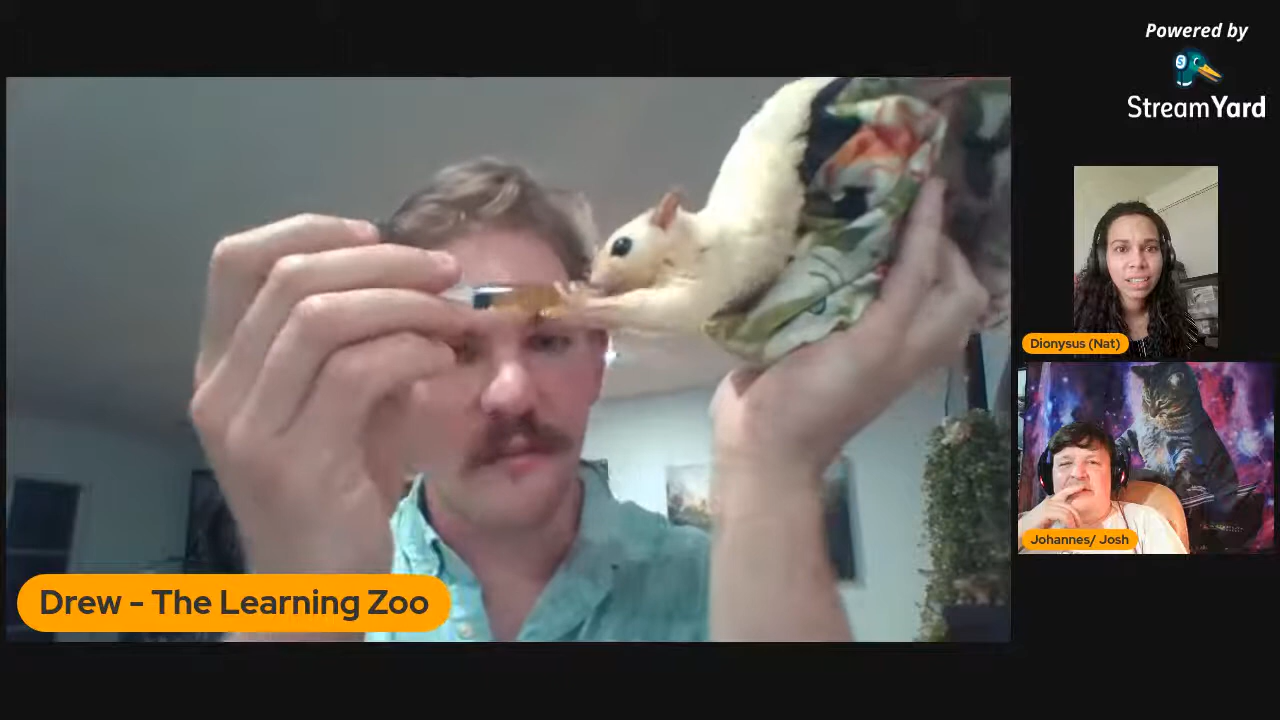 Powered by
StreamYard
Dionysus (Nat)
Johannes/ Josh
Drew - The Learning Zoo